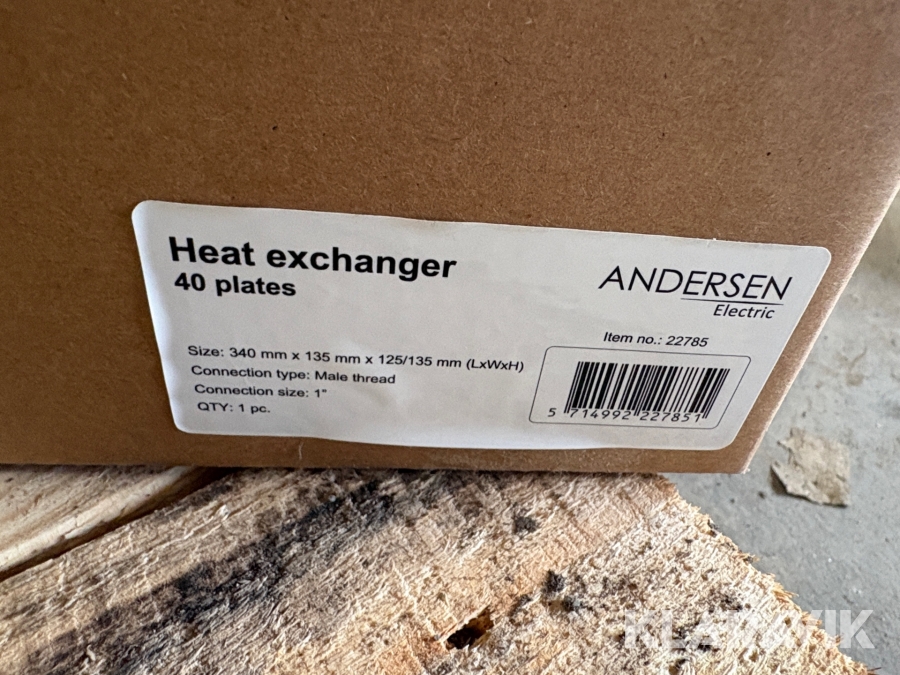 Heat exchanger
40 plates
ANDERSEN
Electric
Size: 340 mm x 135 mm x 125/135 mm (LxWxH)
Connection type: Male thread
Connection size: 1"
QTY: 1 pc.
Item no.: 22785
5 714992 227851
KLARAVIK